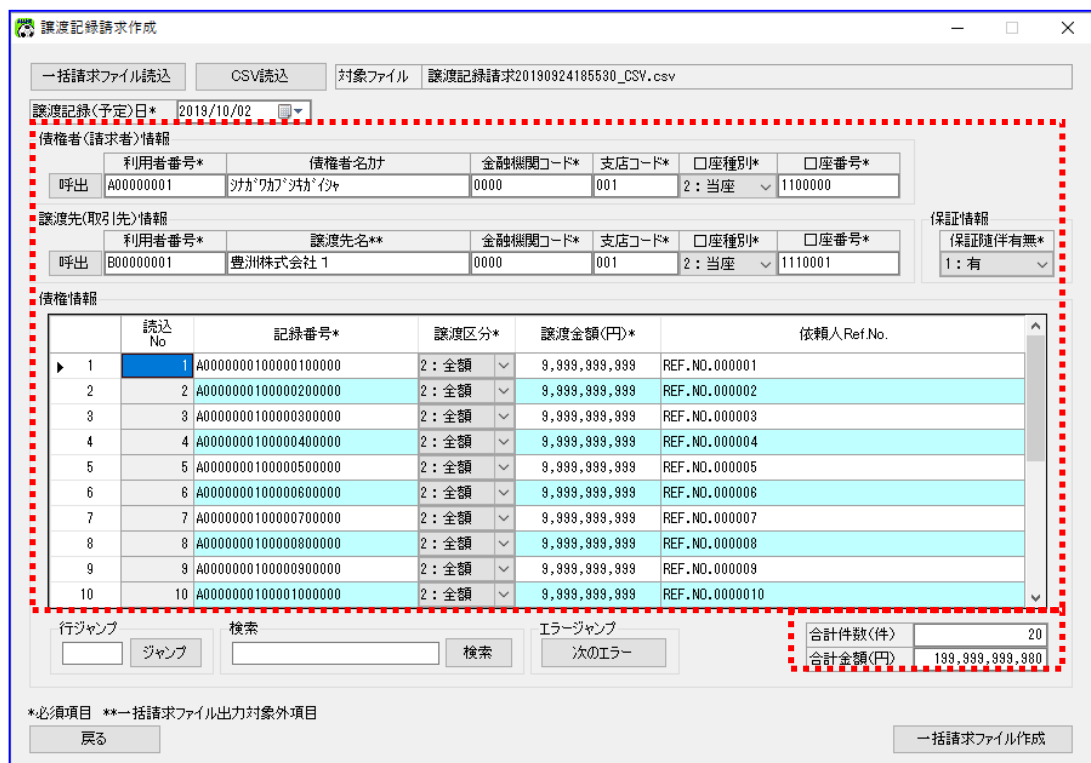 譲渡記録請求作成
一括請求ファイル読込 CSV読込 対象ファイル 譲渡記録請求20190924185530_CSV.csv
譲渡記録(予定)日* 2019/10/02
債権者(請求者)情報
利用者番号* 債権者名カナ 金融機関コード* 支店コード* 口座種別* 口座番号*
呼出 A00000001 シナガワカブシキガイシャ 0000 001 2：当座 1100000
譲渡先(取引先)情報 保証情報
利用者番号* 譲渡先名** 金融機関コード* 支店コード* 口座種別* 口座番号* 保証随伴有無*
呼出 B00000001 豊洲株式会社１ 0000 001 2：当座 1110001 1：有
債権情報
読込No 記録番号* 譲渡区分* 譲渡金額(円)* 依頼人Ref.No.
1 1 A0000000100000100000 2：全額 9,999,999,999 REF.NO.000001
2 2 A0000000100000200000 2：全額 9,999,999,999 REF.NO.000002
3 3 A0000000100000300000 2：全額 9,999,999,999 REF.NO.000003
4 4 A0000000100000400000 2：全額 9,999,999,999 REF.NO.000004
5 5 A0000000100000500000 2：全額 9,999,999,999 REF.NO.000005
6 6 A0000000100000600000 2：全額 9,999,999,999 REF.NO.000006
7 7 A0000000100000700000 2：全額 9,999,999,999 REF.NO.000007
8 8 A0000000100000800000 2：全額 9,999,999,999 REF.NO.000008
9 9 A0000000100000900000 2：全額 9,999,999,999 REF.NO.000009
10 10 A0000000100001000000 2：全額 9,999,999,999 REF.NO.0000010
行ジャンプ 検索 エラージャンプ 合計件数(件) 20
ジャンプ 検索 次のエラー 合計金額(円) 199,999,999,980
*必須項目 **一括請求ファイル出力対象外項目
戻る 一括請求ファイル作成